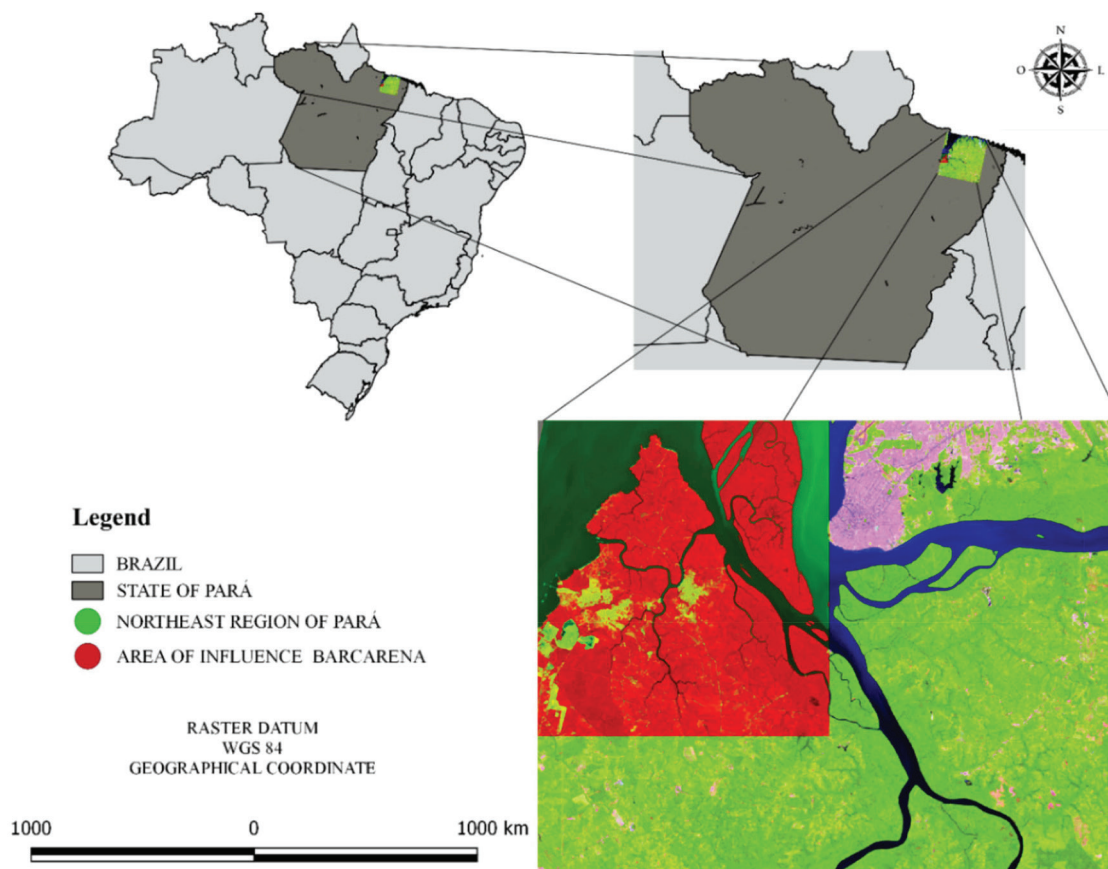 N
O L
S
Legend
BRAZIL
STATE OF PARÁ
NORTHEAST REGION OF PARÁ
AREA OF INFLUENCE BARCARENA
RASTER DATUM
WGS 84
GEOGRAPHICAL COORDINATE
1000 0 1000 km